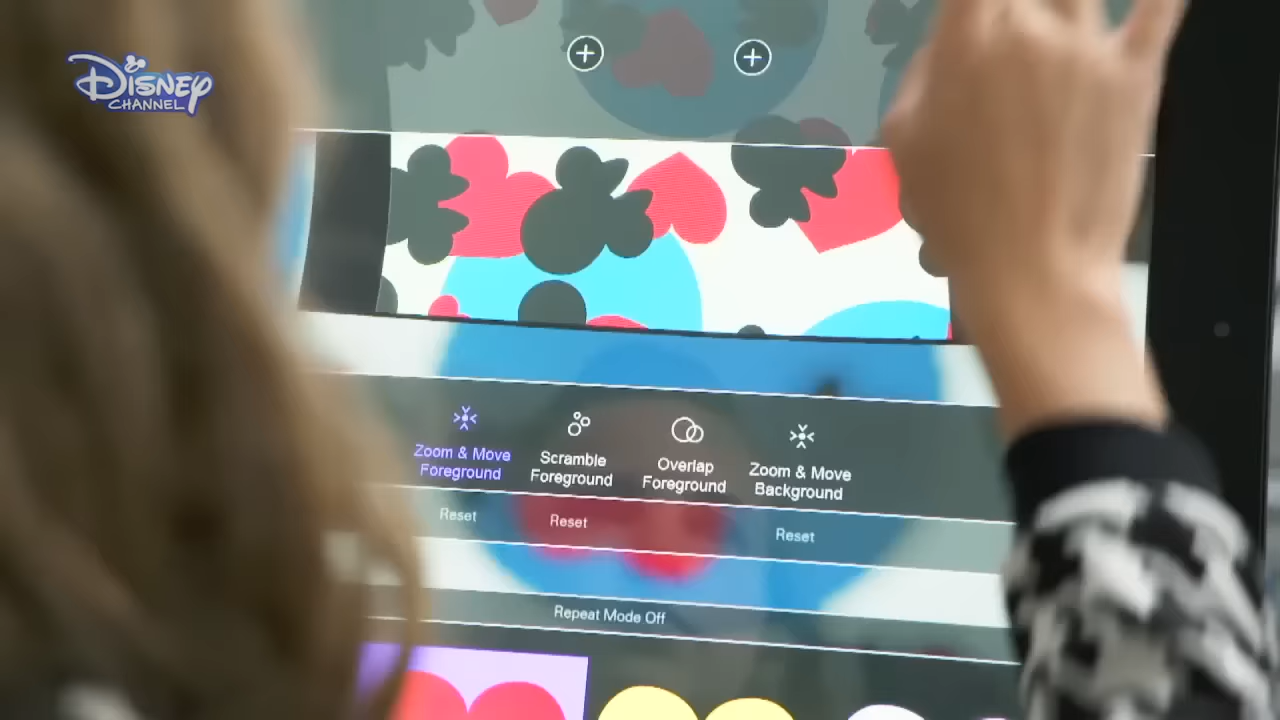 DISNEY
CHANNEL
Zoom & Move
Foreground
Scramble
Foreground
Overlap
Foreground
Zoom & Move
Background
Reset
Reset
Reset
Repeat Mode Off